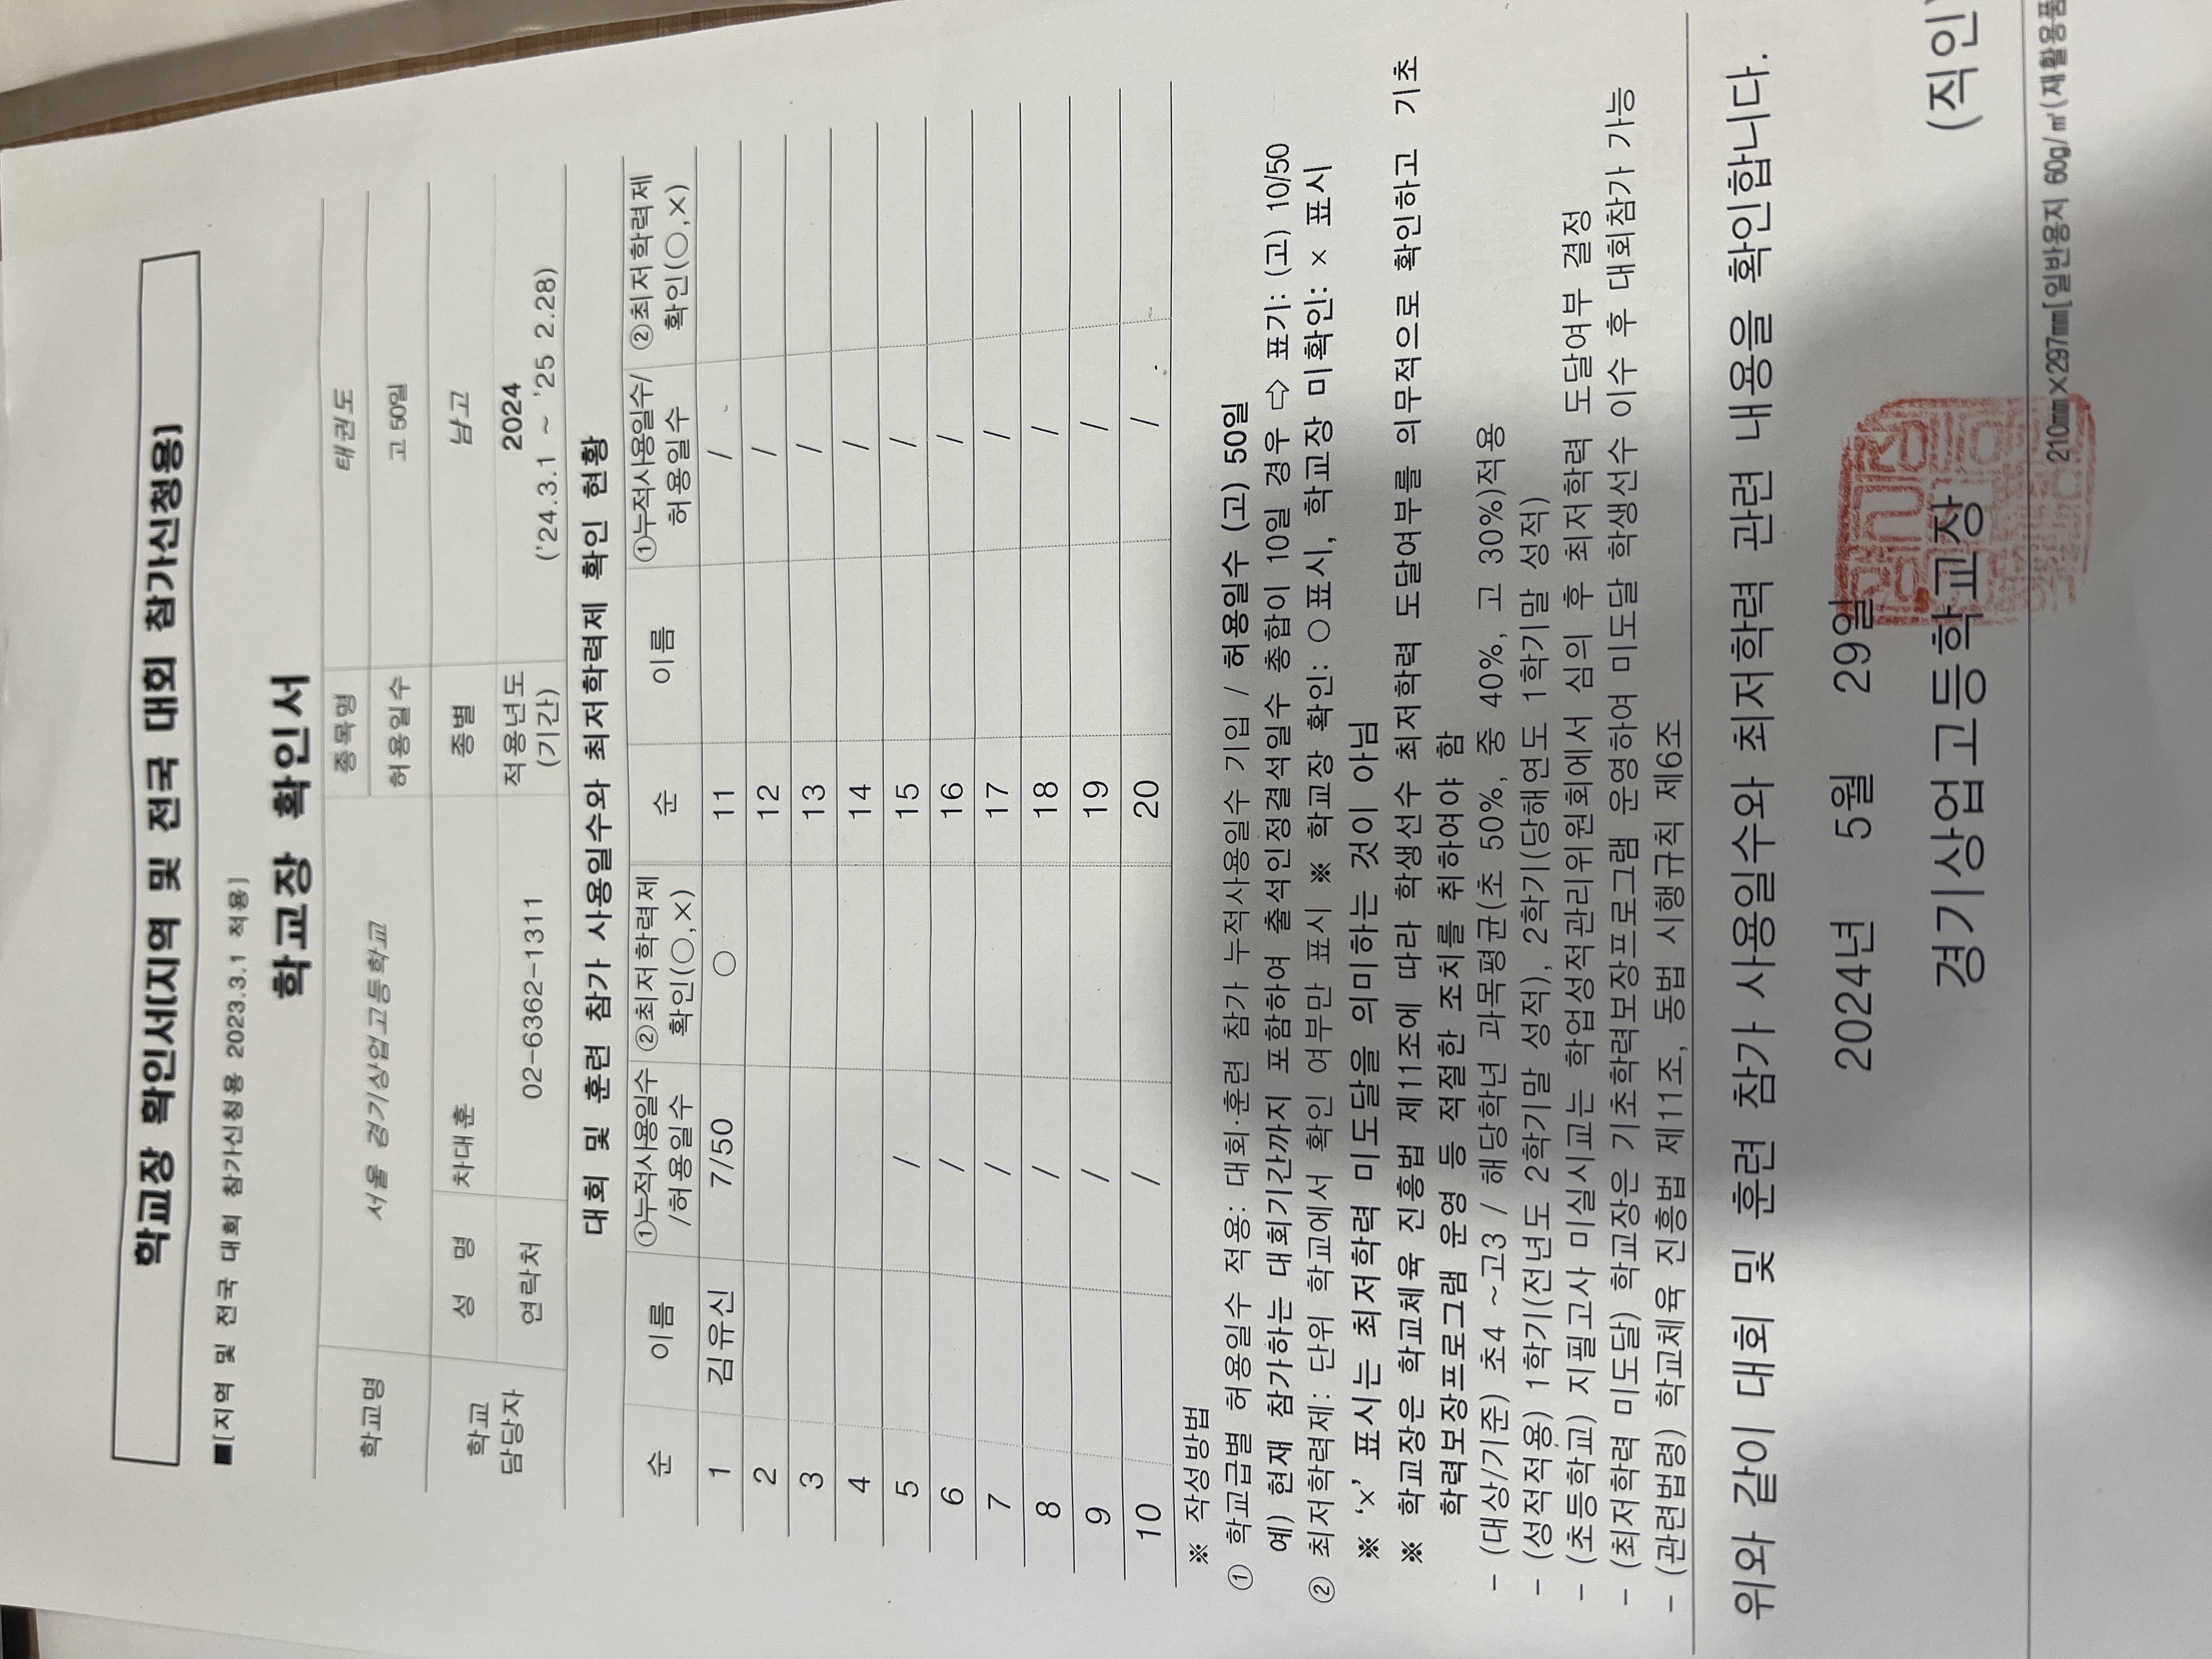 학교장 확인서[지역 및 전국 대회 참가신청용]
■[지역 및 전국 대회 참가신청용 2023.3.1 적용]
학교장 확인서
학교명 서울 경기상업고등학교 종목명 태권도
허용일수 고 50일
학교 담당자 성 명 차대훈 종별 남고
연락처 02-6362-1311 적용년도 (기간) 2024 ('24.3.1 ~ '25 2.28)
대회 및 훈련 참가 사용일수와 최저학력제 확인 현황
순 이름 ①누적사용일수 /허용일수 ②최저학력제 확인(○,×) 순 이름 ①누적사용일수/ 허용일수 ②최저학력제 확인(○,×)
1 김유신 7/50 ○ 11 /
2 12 /
3 13 /
4 14 /
5 / 15 /
6 / 16 /
7 / 17 /
8 / 18 /
9 / 19 /
10 / 20 /
※ 작성방법
① 학교급별 허용일수 적용: 대회·훈련 참가 누적사용일수 기입 / 허용일수 (고) 50일
예) 현재 참가하는 대회기간까지 포함하여 출석인정결석일수 총합이 10일 경우 ⇨ 표기: (고) 10/50
② 최저학력제: 단위 학교에서 확인 여부만 표시 ※ 학교장 확인: ○ 표시, 학교장 미확인: × 표시
※ '×' 표시는 최저학력 미도달을 의미하는 것이 아님
※ 학교장은 학교체육 진흥법 제11조에 따라 학생선수 최저학력 도달여부를 의무적으로 확인하고 기초
학력보장프로그램 운영 등 적절한 조치를 취하여야 함
- (대상/기준) 초4 ~고3 / 해당학년 과목평균(초 50%, 중 40%, 고 30%)적용
- (성적적용) 1학기(전년도 2학기말 성적), 2학기(당해연도 1학기말 성적)
- (초등학교) 지필고사 미실시교는 학업성적관리위원회에서 심의 후 최저학력 도달여부 결정
- (최저학력 미도달) 학교장은 기초학력보장프로그램 운영하여 미도달 학생선수 이수 후 대회참가 가능
- (관련법령) 학교체육 진흥법 제11조, 동법 시행규칙 제6조
위와 같이 대회 및 훈련 참가 사용일수와 최저학력 관련 내용을 확인합니다.
2024년 5월 29일
경기상업고등학교장 (직인)
210㎜×297㎜[일반용지 60g/㎡(재활용품